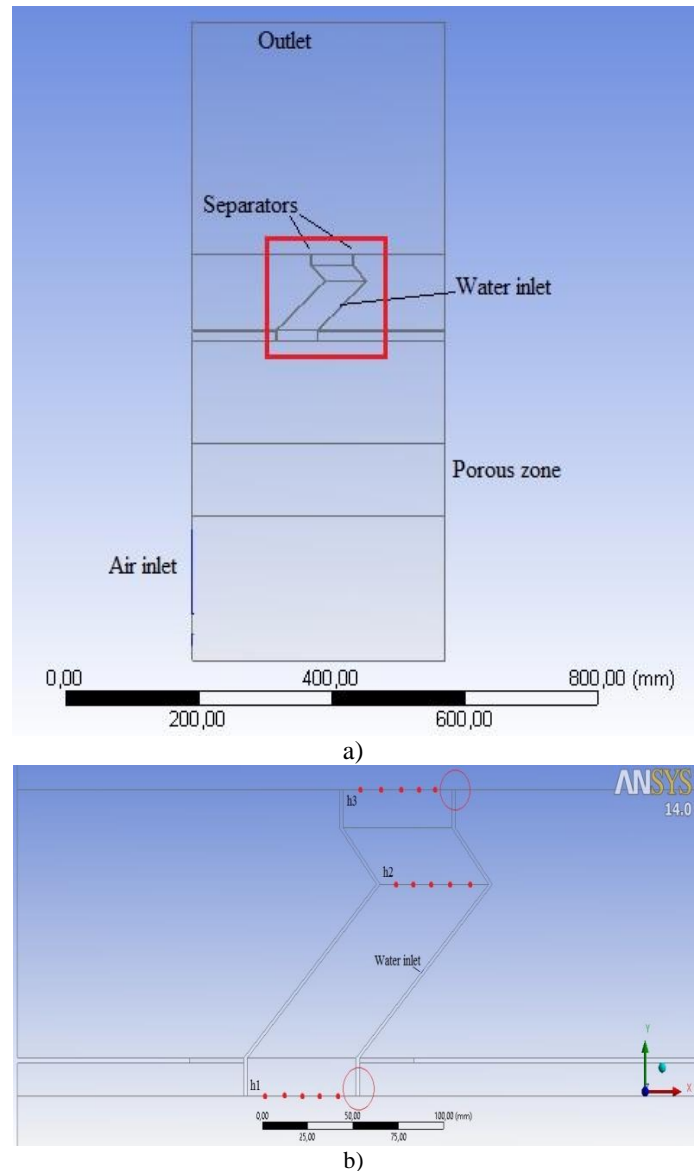 Outlet
Separators
Water inlet
Porous zone
Air inlet
0,00 400,00 800,00 (mm)
200,00 600,00
a)
ANSYS
14.0
h3
h2
Water inlet
h1
0,00 50,00 100,00 (mm)
25,00 75,00
Y
X
b)